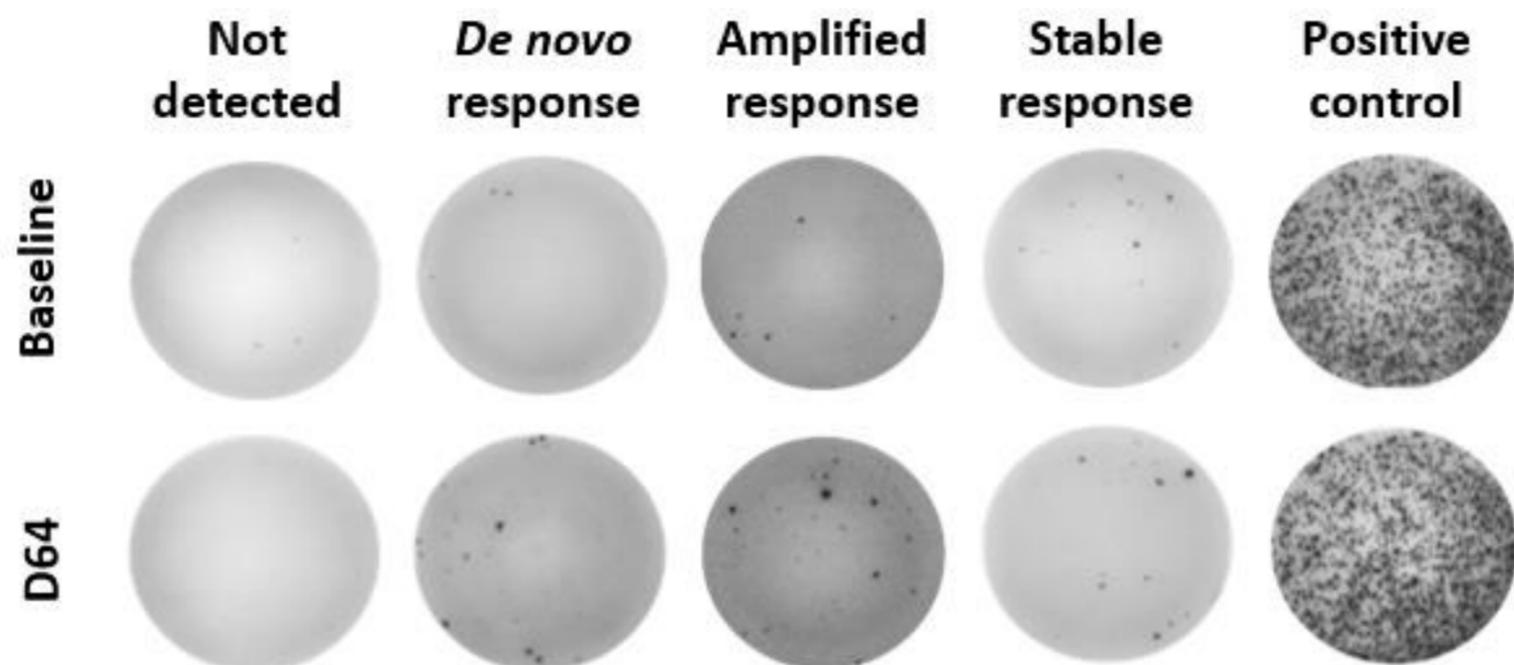 Not detected
De novo response
Amplified response
Stable response
Positive control
Baseline
D64